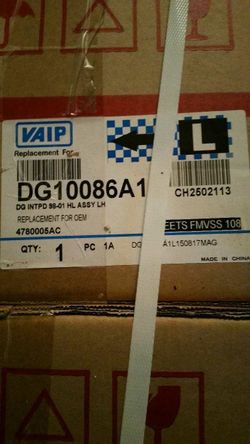 VAIP
Replacement For
L
DG10086A1
CH2502113
DG INTPD 98-01 HL ASSY LH
REPLACEMENT FOR OEM
4780005AC
EETS FMVSS 108
QTY: 1 PC 1A
DG A1L150817MAG
MADE IN CHINA